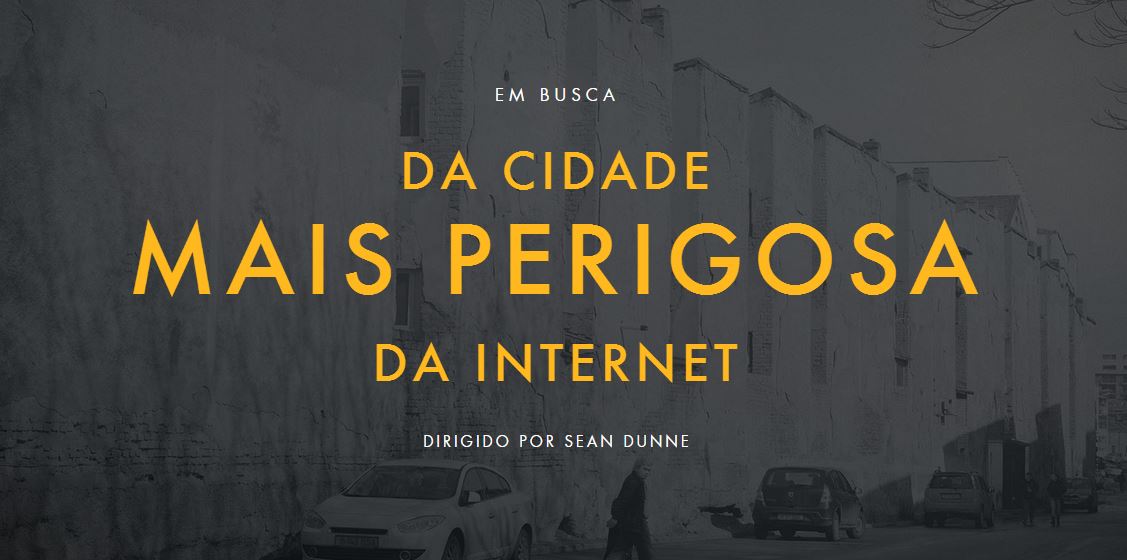 EM BUSCA
DA CIDADE
MAIS PERIGOSA
DA INTERNET
DIRIGIDO POR SEAN DUNNE